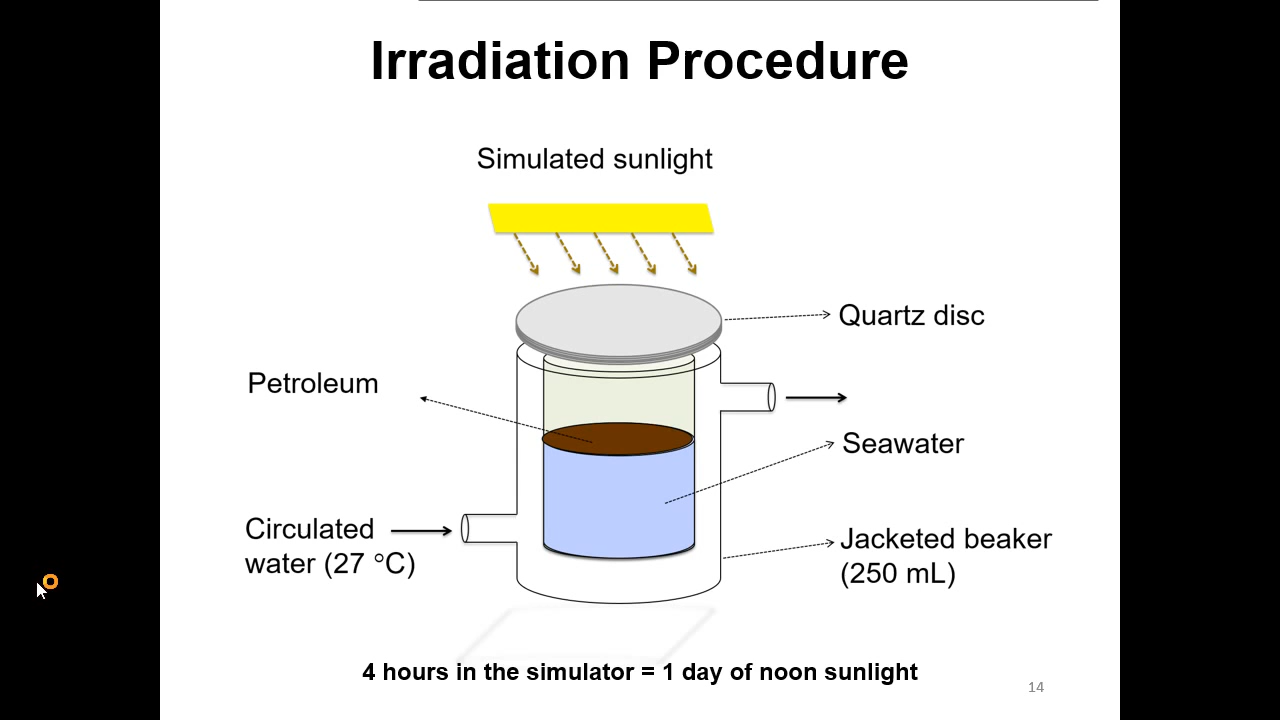 Irradiation Procedure
Simulated sunlight
Quartz disc
Petroleum
Seawater
Circulated
water (27 °C)
Jacketed beaker
(250 mL)
4 hours in the simulator = 1 day of noon sunlight
14